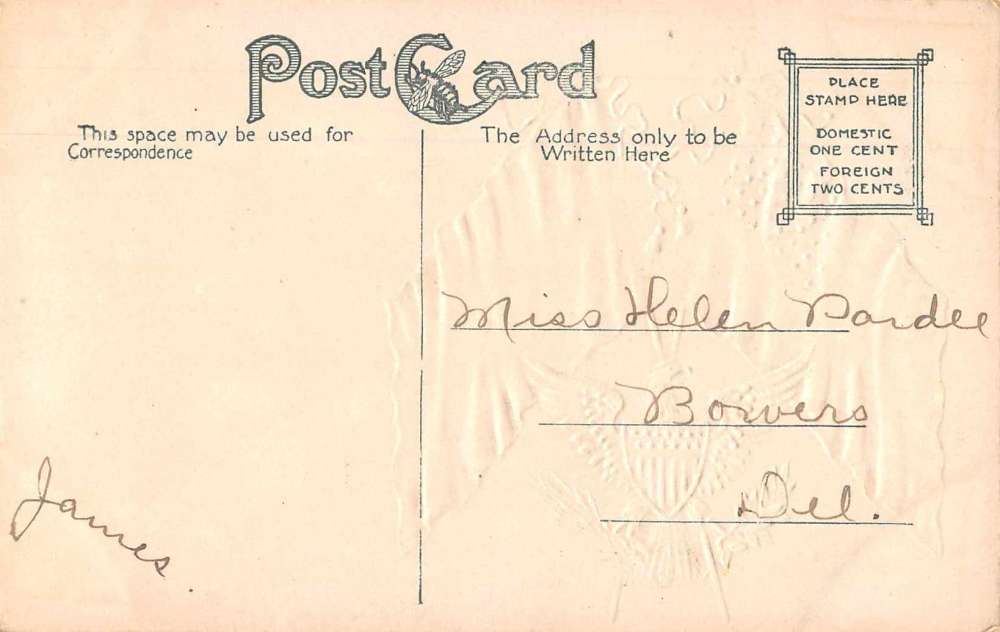 Post Card
This space may be used for
Correspondence
The Address only to be
Written Here
PLACE
STAMP HERE
DOMESTIC
ONE CENT
FOREIGN
TWO CENTS
Miss Helen Pardee
Bowers
Del.
James